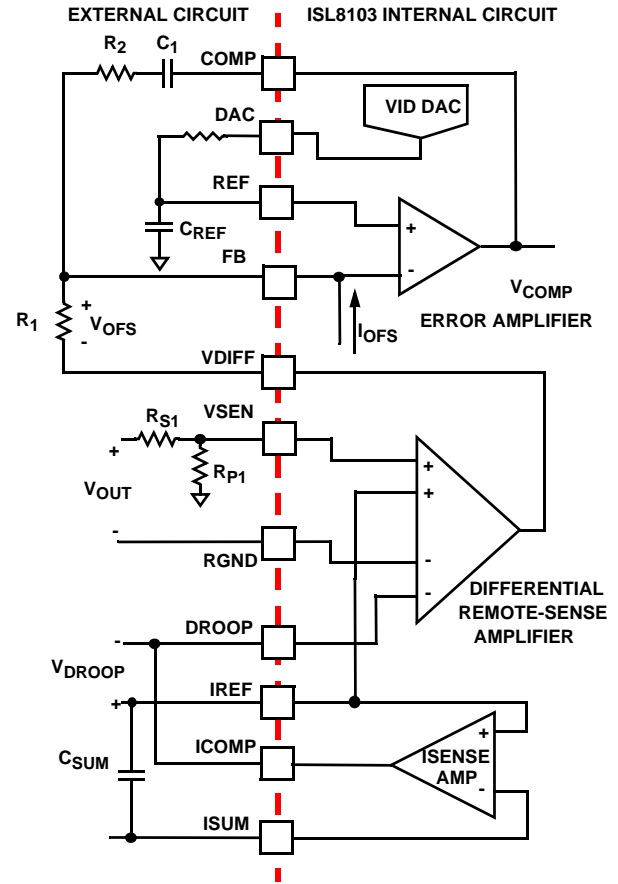 EXTERNAL CIRCUIT
ISL8103 INTERNAL CIRCUIT
R2
C1
COMP
VID DAC
DAC
REF
CREF
+
-
FB
VCOMP
ERROR AMPLIFIER
R1
+
VOFS
-
IOFS
VDIFF
RS1
VSEN
+
RP1
VOUT
+
+
-
RGND
-
-
DIFFERENTIAL
REMOTE-SENSE
AMPLIFIER
DROOP
-
VDROOP
+
IREF
ICOMP
+
ISENSE
AMP
-
CSUM
ISUM